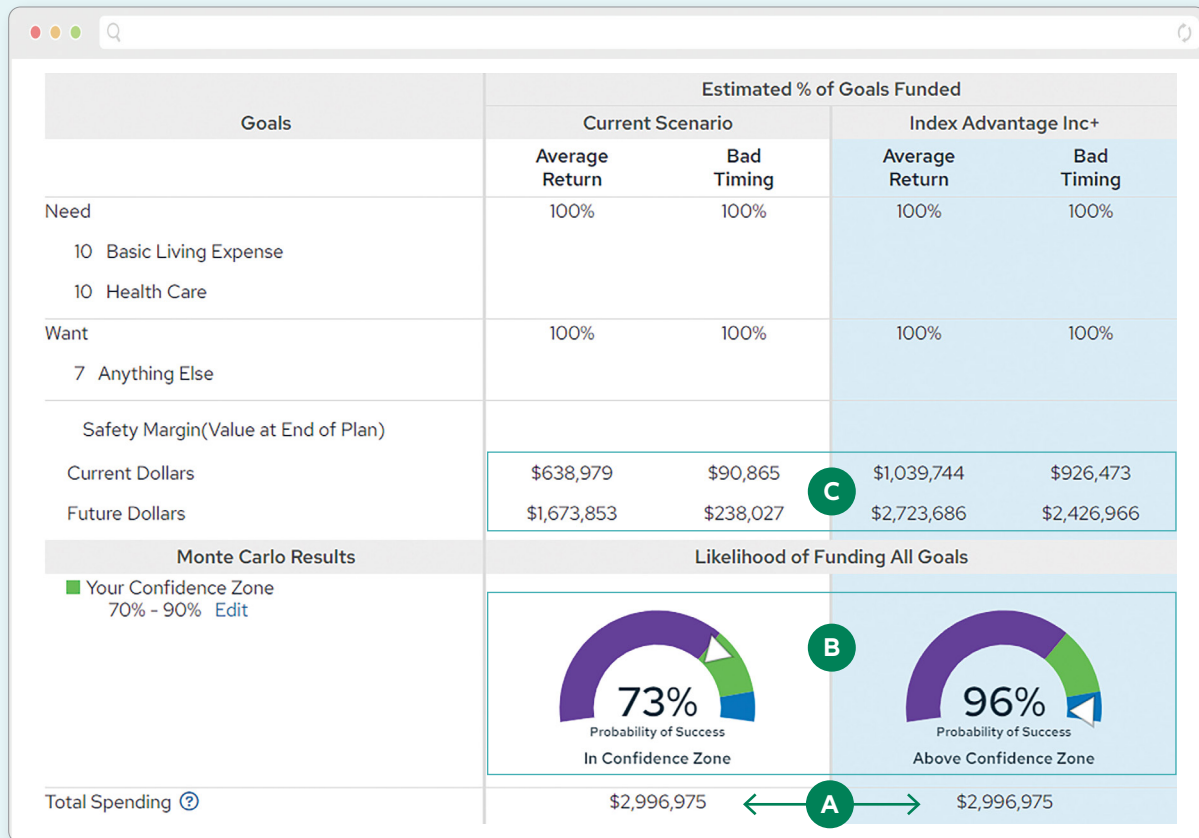 Estimated % of Goals Funded
Goals Current Scenario Index Advantage Inc+
Average Return Bad Timing Average Return Bad Timing
Need 100% 100% 100% 100%
10 Basic Living Expense
10 Health Care
Want 100% 100% 100% 100%
7 Anything Else
Safety Margin(Value at End of Plan)
Current Dollars $638,979 $90,865 $1,039,744 $926,473
C
Future Dollars $1,673,853 $238,027 $2,723,686 $2,426,966
Monte Carlo Results Likelihood of Funding All Goals
Your Confidence Zone
70% - 90% Edit
B
73% 96%
Probability of Success Probability of Success
In Confidence Zone Above Confidence Zone
Total Spending ? $2,996,975 A $2,996,975